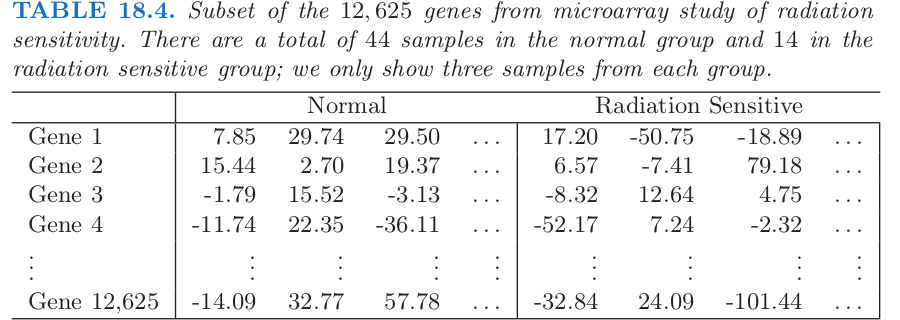 TABLE 18.4. Subset of the 12, 625 genes from microarray study of radiation
sensitivity. There are a total of 44 samples in the normal group and 14 in the
radiation sensitive group; we only show three samples from each group.
Normal Radiation Sensitive
Gene 1 7.85 29.74 29.50 ... 17.20 -50.75 -18.89 ...
Gene 2 15.44 2.70 19.37 ... 6.57 -7.41 79.18 ...
Gene 3 -1.79 15.52 -3.13 ... -8.32 12.64 4.75 ...
Gene 4 -11.74 22.35 -36.11 ... -52.17 7.24 -2.32 ...
⋮ ⋮ ⋮ ⋮ ⋮ ⋮ ⋮ ⋮ ⋮
Gene 12,625 -14.09 32.77 57.78 ... -32.84 24.09 -101.44 ...